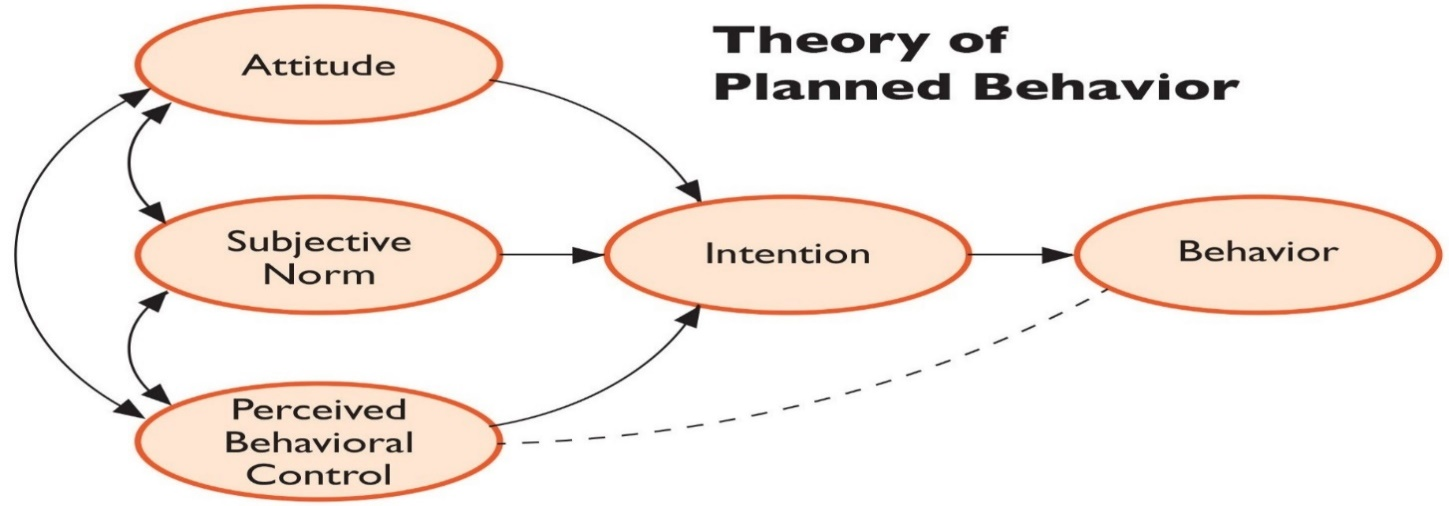 Theory of
Planned Behavior
Attitude
Subjective
Norm
Perceived
Behavioral
Control
Intention
Behavior